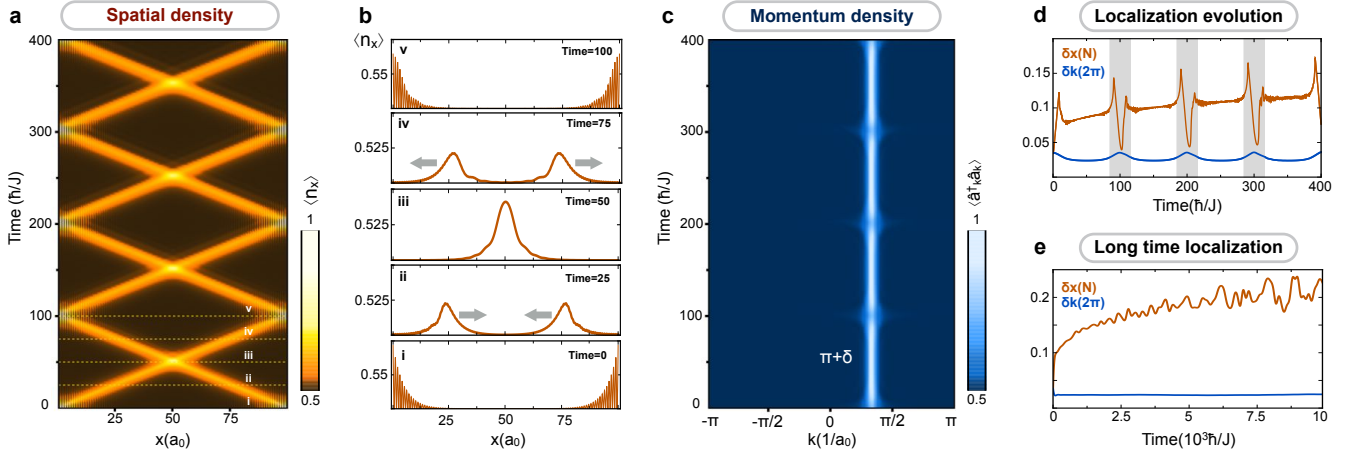 a
Spatial density
400
300
200
100
0
Time (ħ/J)
v
iv
iii
ii
i
25
50
75
x(a₀)
1
⟨nₓ⟩
0.5
b
⟨nₓ⟩
v
Time=100
0.55
iv
Time=75
0.525
iii
Time=50
0.525
ii
Time=25
0.525
i
Time=0
0.55
0
25
50
75
x(a₀)
c
Momentum density
400
300
200
100
0
Time (ħ/J)
π+δ
-π
-π/2
0
π/2
π
k(1/a₀)
1
⟨â†ₖâₖ⟩
0.5
d
Localization evolution
δx(N)
δk(2π)
0.15
0.1
0.05
0
100
200
300
400
Time(ħ/J)
e
Long time localization
δx(N)
δk(2π)
0.2
0.1
0
2.5
5
7.5
10
Time(10³ħ/J)